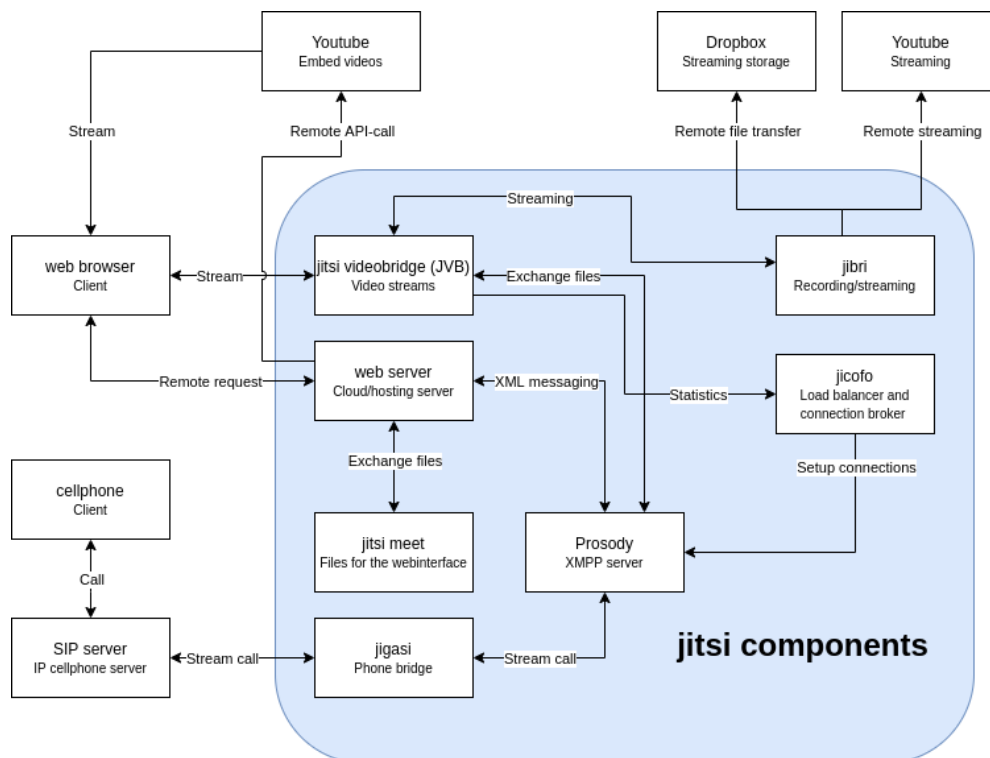 Youtube
Embed videos
Dropbox
Streaming storage
Youtube
Streaming
Stream
Remote API-call
Remote file transfer
Remote streaming
Streaming
web browser
Client
Stream
jitsi videobridge (JVB)
Video streams
Exchange files
jibri
Recording/streaming
Remote request
web server
Cloud/hosting server
XML messaging
Statistics
jicofo
Load balancer and
connection broker
Exchange files
Setup connections
cellphone
Client
jitsi meet
Files for the webinterface
Prosody
XMPP server
Call
SIP server
IP cellphone server
Stream call
jigasi
Phone bridge
Stream call
jitsi components